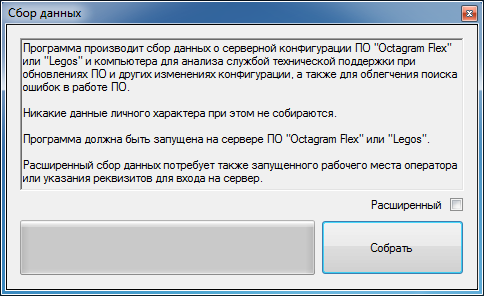 Сбор данных
Программа производит сбор данных о серверной конфигурации ПО "Octagram Flex"
или "Legos" и компьютера для анализа службой технической поддержки при
обновлениях ПО и других изменениях конфигурации, а также для облегчения поиска
ошибок в работе ПО.
Никакие данные личного характера при этом не собираются.
Программа должна быть запущена на сервере ПО "Octagram Flex" или "Legos".
Расширенный сбор данных потребует также запущенного рабочего места оператора
или указания реквизитов для входа на сервер.
Расширенный
Собрать